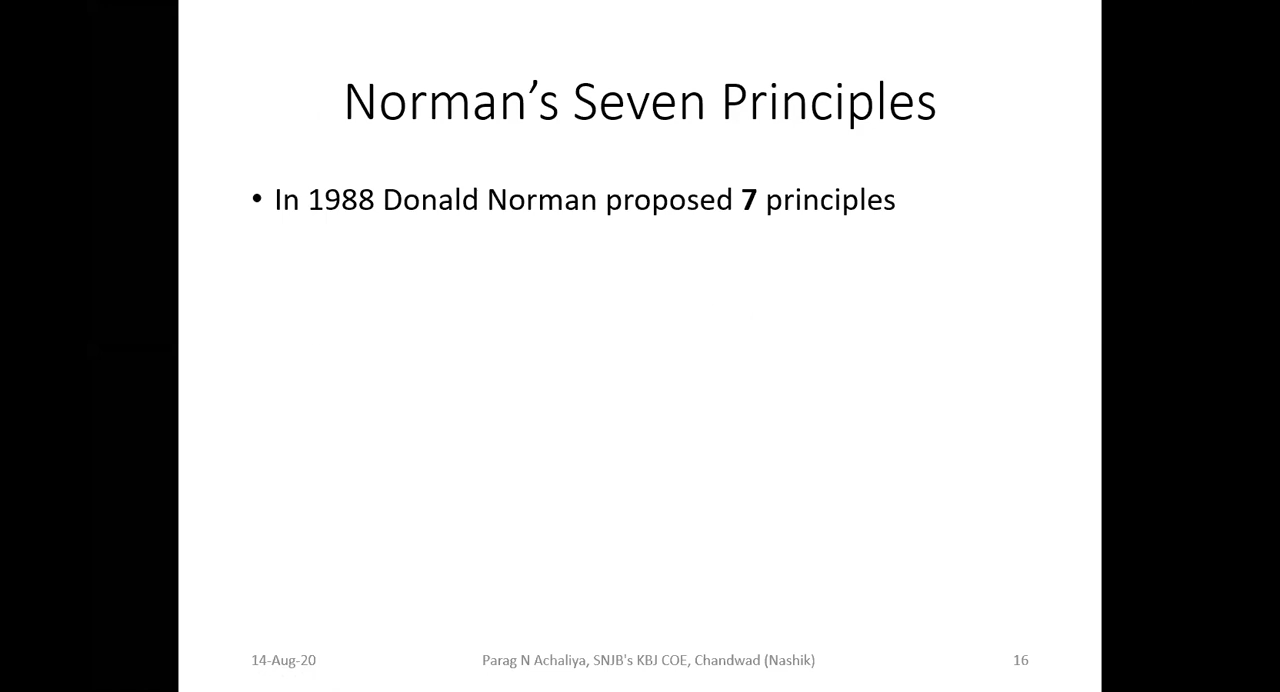 Norman’s Seven Principles
• In 1988 Donald Norman proposed 7 principles
14-Aug-20
Parag N Achaliya, SNJB's KBJ COE, Chandwad (Nashik)
16